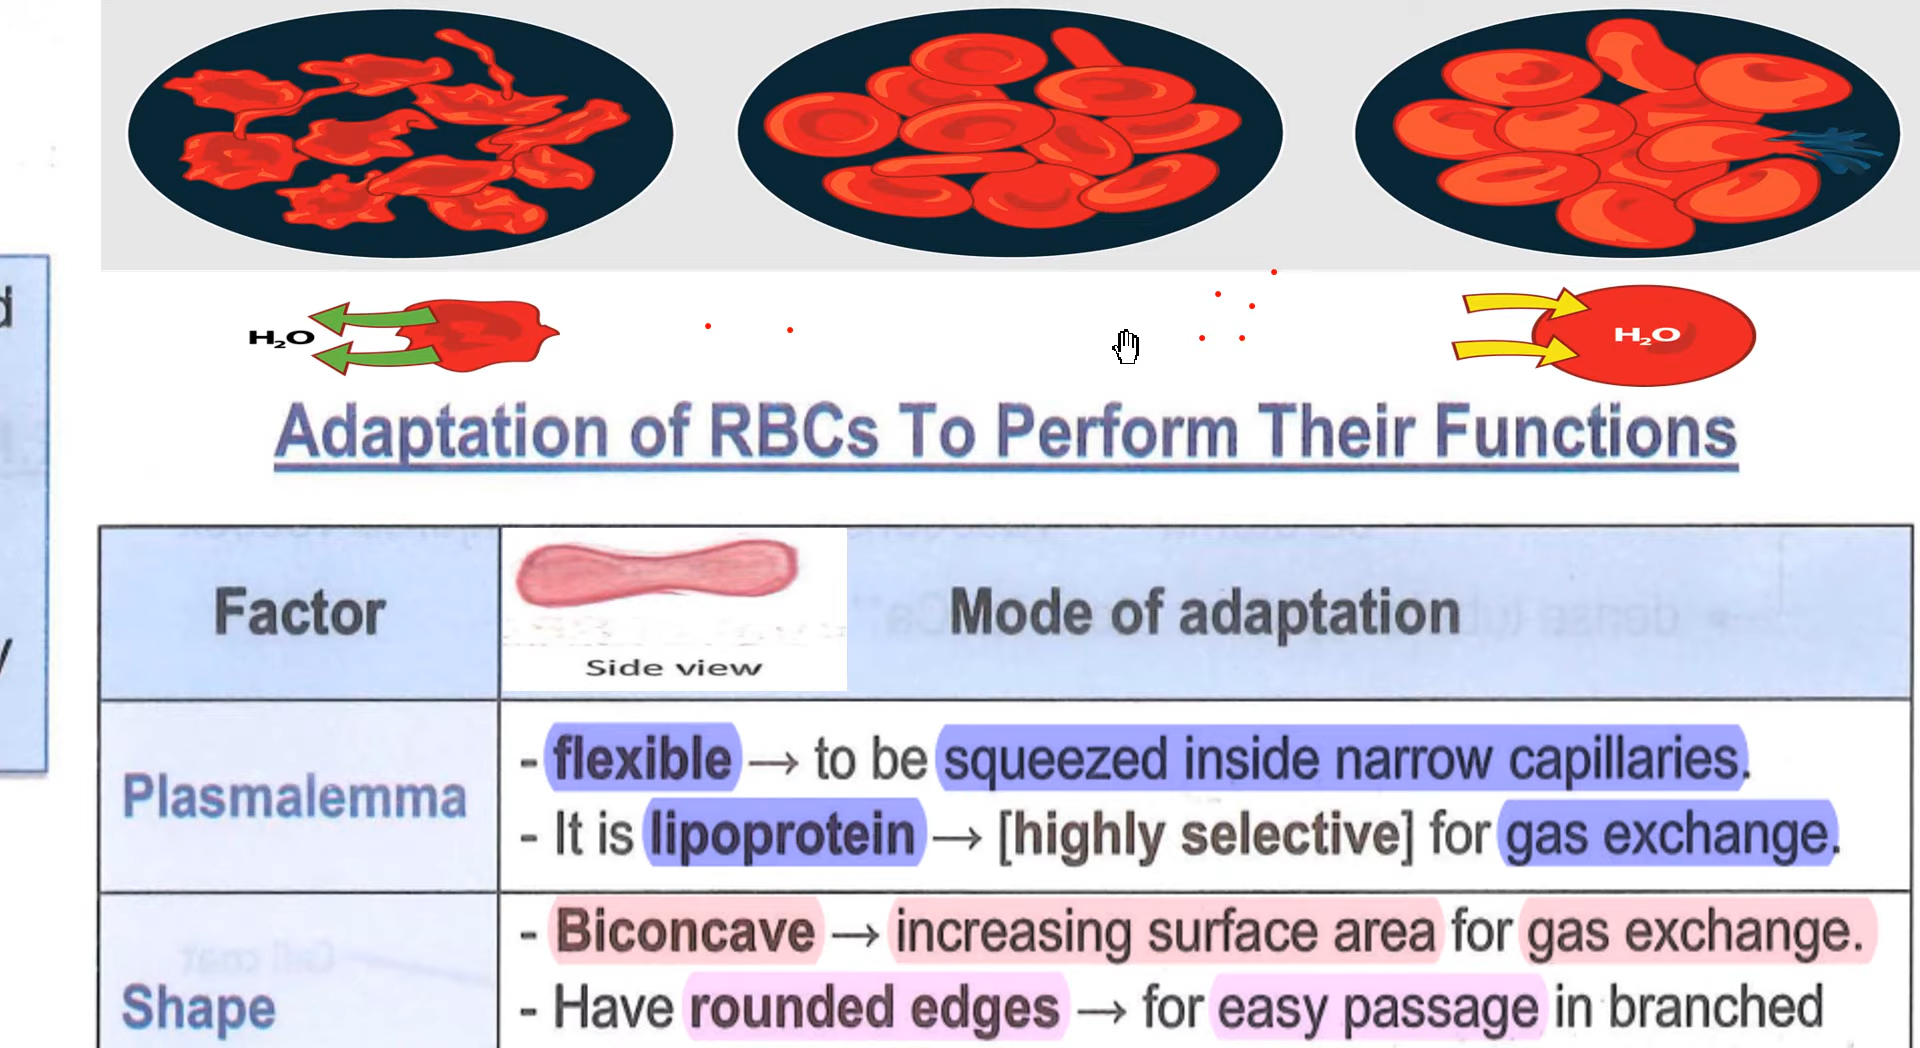 H₂O
H₂O
Adaptation of RBCs To Perform Their Functions
Factor
Side view
Mode of adaptation
Plasmalemma
- flexible → to be squeezed inside narrow capillaries.
- It is lipoprotein → [highly selective] for gas exchange.
Shape
- Biconcave → increasing surface area for gas exchange.
- Have rounded edges → for easy passage in branched